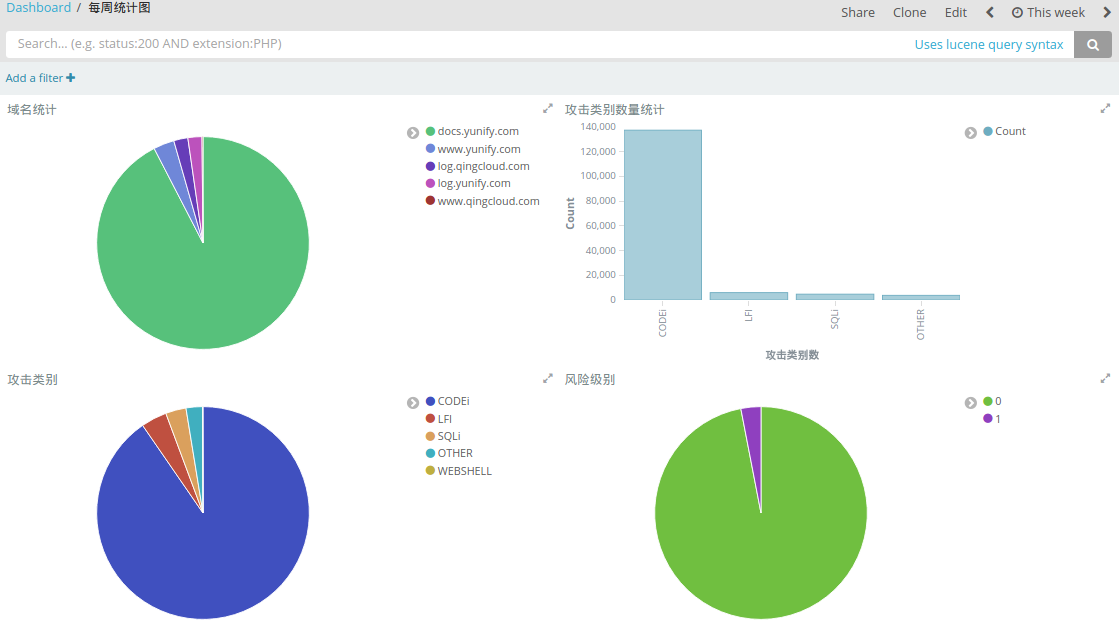 Dashboard / 每周统计图
Share Clone Edit This week
Search... (e.g. status:200 AND extension:PHP) Uses lucene query syntax
Add a filter +
域名统计
docs.yunify.com
www.yunify.com
log.qingcloud.com
log.yunify.com
www.qingcloud.com
攻击类别数量统计
140,000
120,000
100,000
80,000
60,000
40,000
20,000
0
Count
CODEi
LFI
SQLi
OTHER
攻击类别数
Count
攻击类别
CODEi
LFI
SQLi
OTHER
WEBSHELL
风险级别
0
1